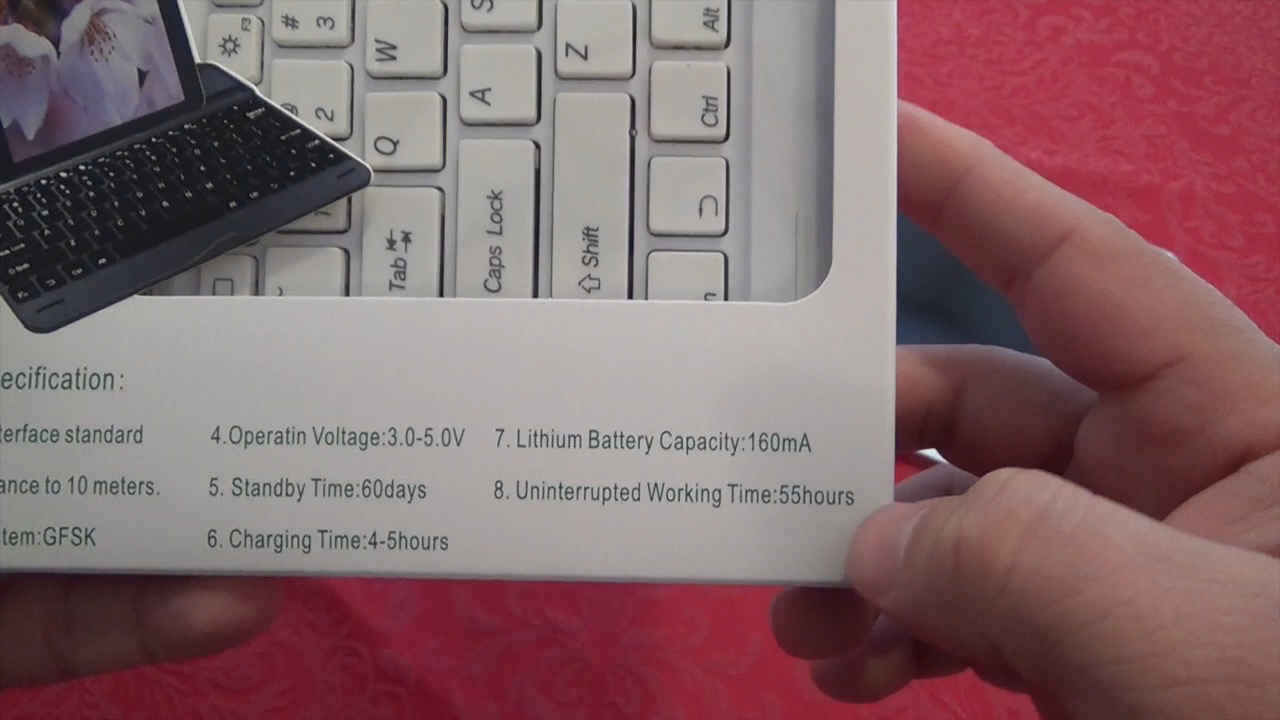 F3
#
3
W
S
Z
Alt
@
2
Q
A
Ctrl
1
Tab
Caps Lock
Shift
ecification:
terface standard
ance to 10 meters.
tem:GFSK
4.Operatin Voltage:3.0-5.0V
5. Standby Time:60days
6. Charging Time:4-5hours
7. Lithium Battery Capacity:160mA
8. Uninterrupted Working Time:55hours